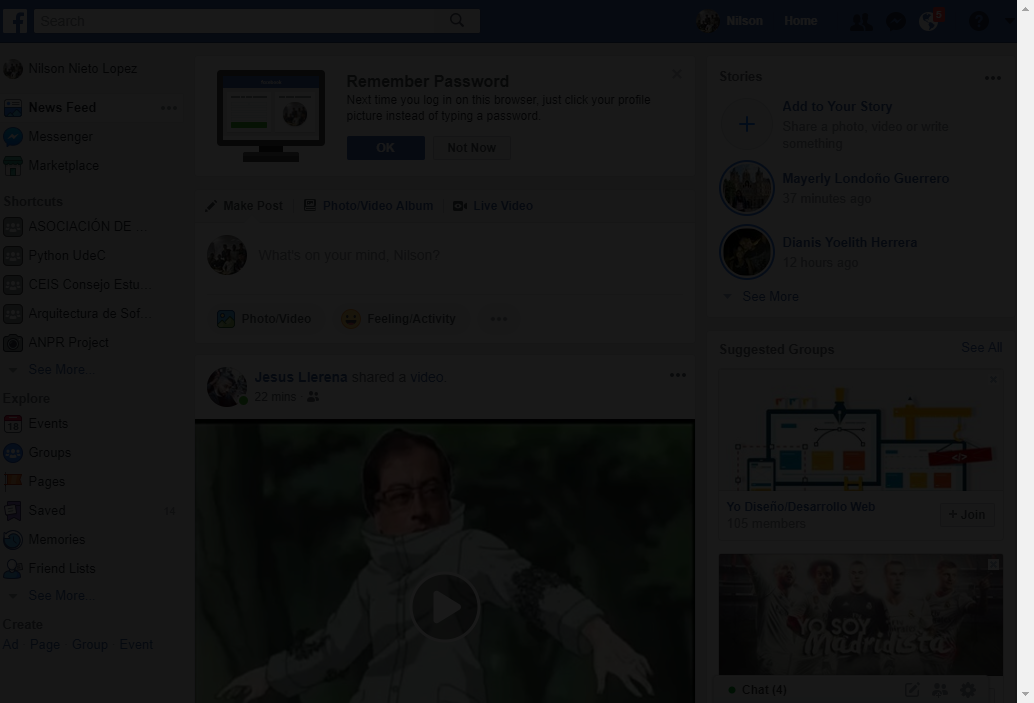 Search
Nilson
Home
5
Nilson Nieto Lopez
News Feed
Messenger
Marketplace
Shortcuts
ASOCIACIÓN DE ...
Python UdeC
CEIS Consejo Estu...
Arquitectura de Sof...
ANPR Project
See More...
Explore
19
Events
Groups
Pages
Saved
14
Memories
Friend Lists
See More...
Create
Ad Page Group Event
Remember Password
Next time you log in on this browser, just click your profile
picture instead of typing a password.
OK
Not Now
Make Post
Photo/Video Album
Live Video
What's on your mind, Nilson?
Photo/Video
Feeling/Activity
Jesus Llerena shared a video.
22 mins
Stories
Add to Your Story
Share a photo, video or write
something
Mayerly Londoño Guerrero
37 minutes ago
Dianis Yoelith Herrera
12 hours ago
See More
Suggested Groups
See All
Yo Diseño/Desarrollo Web
105 members
+ Join
YO SOY
Madridista
Chat (4)